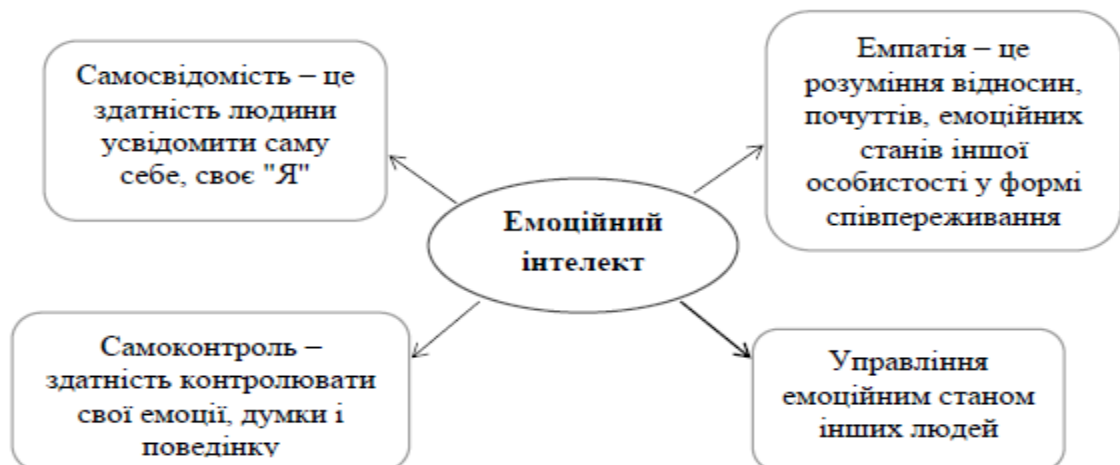 Самосвідомість – це
здатність людини
усвідомити саму
себе, своє "Я"
Емпатія – це
розуміння відносин,
почуттів, емоційних
станів іншої
особистості у формі
співпереживання
Емоційний
інтелект
Самоконтроль –
здатність контролювати
свої емоції, думки і
поведінку
Управління
емоційним станом
інших людей